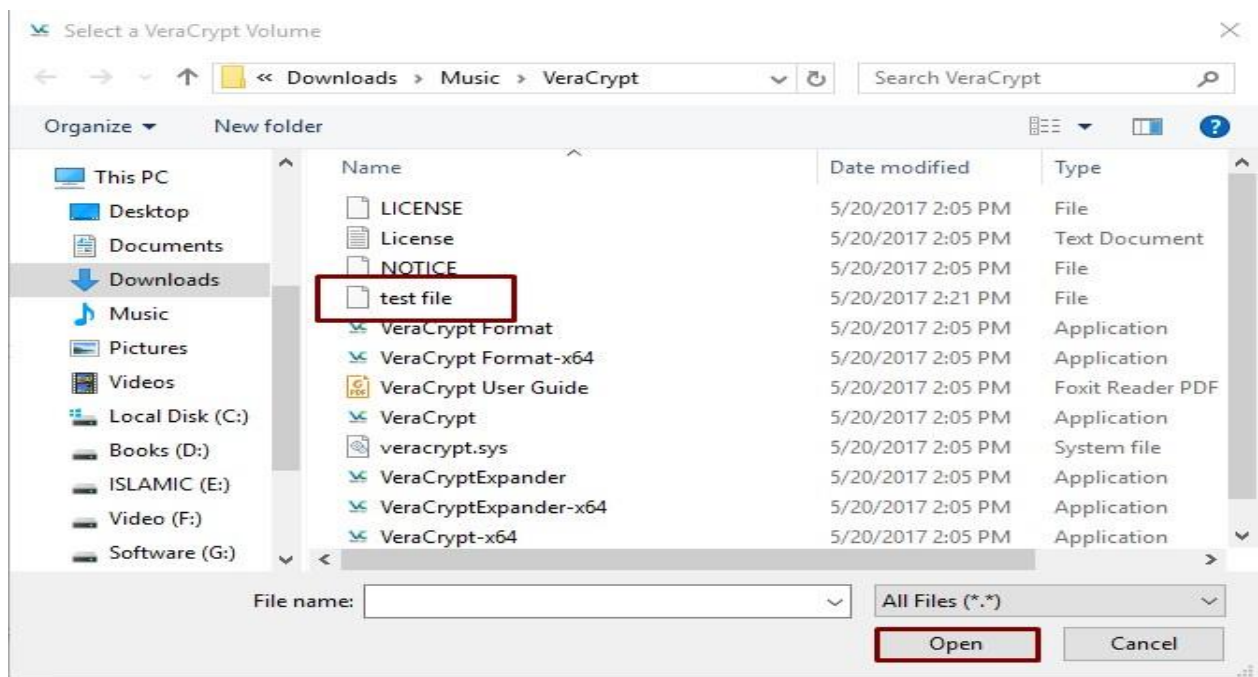 Select a VeraCrypt Volume
« Downloads › Music › VeraCrypt
Search VeraCrypt
Organize
New folder
Name Date modified Type
This PC
Desktop
Documents
Downloads
Music
Pictures
Videos
Local Disk (C:)
Books (D:)
ISLAMIC (E:)
Video (F:)
Software (G:)
LICENSE 5/20/2017 2:05 PM File
License 5/20/2017 2:05 PM Text Document
NOTICE 5/20/2017 2:05 PM File
test file 5/20/2017 2:21 PM File
VeraCrypt Format 5/20/2017 2:05 PM Application
VeraCrypt Format-x64 5/20/2017 2:05 PM Application
VeraCrypt User Guide 5/20/2017 2:05 PM Foxit Reader PDF
VeraCrypt 5/20/2017 2:05 PM Application
veracrypt.sys 5/20/2017 2:05 PM System file
VeraCryptExpander 5/20/2017 2:05 PM Application
VeraCryptExpander-x64 5/20/2017 2:05 PM Application
VeraCrypt-x64 5/20/2017 2:05 PM Application
File name:
All Files (*.*)
Open
Cancel